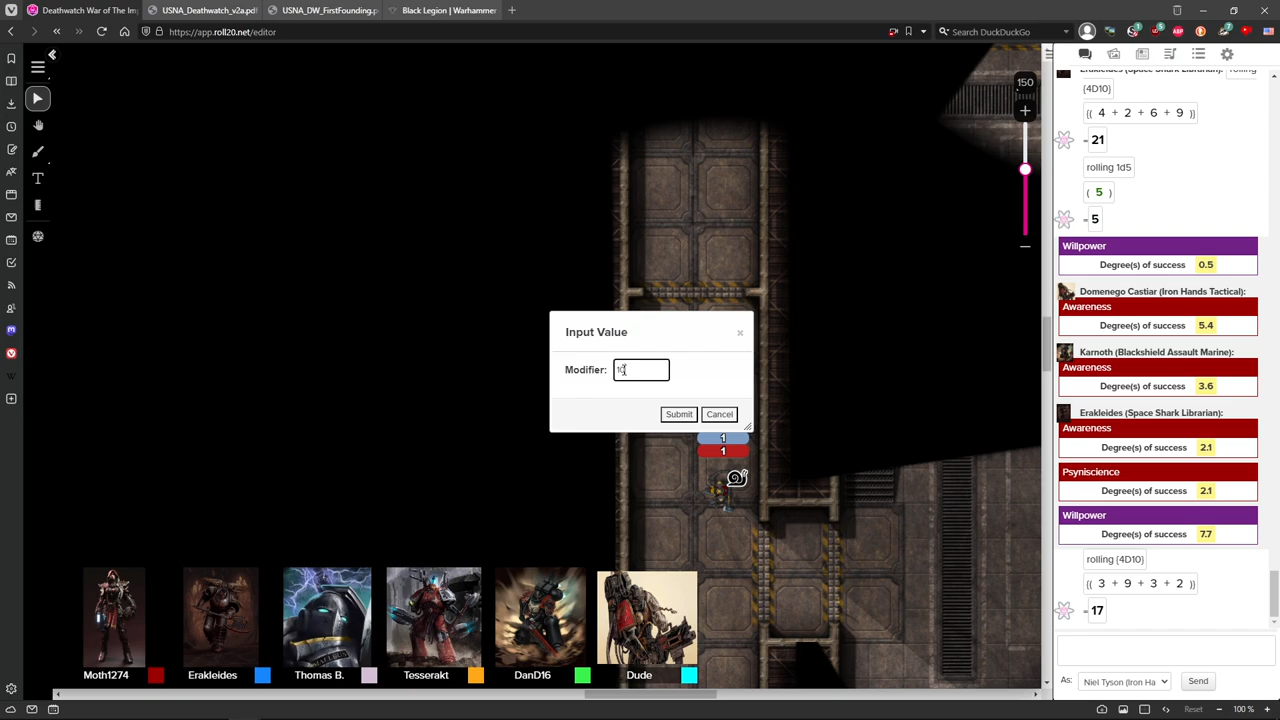 Deathwatch War of The Im
USNA_Deathwatch_v2a.pdf
USNA_DW_FirstFounding.p
Black Legion | Warhammer
https://app.roll20.net/editor
Search DuckDuckGo
150
Erakleides (Space Shark Librarian): rolling
{4D10}
{( 4 + 2 + 6 + 9 )}
= 21
rolling 1d5
( 5 )
= 5
Willpower
Degree(s) of success 0.5
Domenego Castiar (Iron Hands Tactical):
Awareness
Degree(s) of success 5.4
Karnoth (Blackshield Assault Marine):
Awareness
Degree(s) of success 3.6
Erakleides (Space Shark Librarian):
Awareness
Degree(s) of success 2.1
Psyniscience
Degree(s) of success 2.1
Willpower
Degree(s) of success 7.7
rolling {4D10}
{( 3 + 9 + 3 + 2 )}
= 17
As: Niel Tyson (Iron Ha
Send
Input Value
×
Modifier: 10
Submit
Cancel
1
1
Moth1274
Erakleides
Thomas B.
Tesserakt
DanD16
Dude
Reset
100 %